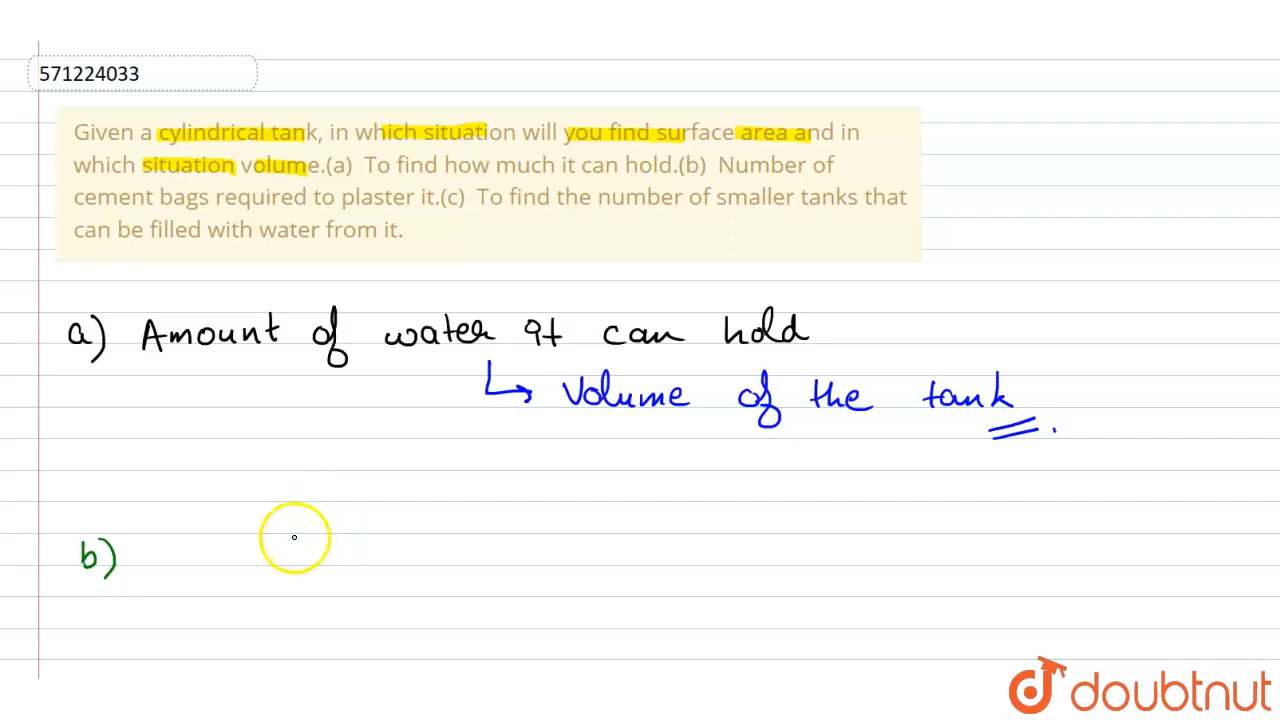 571224033
Given a cylindrical tank, in which situation will you find surface area and in
which situation volume.(a) To find how much it can hold.(b) Number of
cement bags required to plaster it.(c) To find the number of smaller tanks that
can be filled with water from it.
a) Amount of water it can hold
↳ Volume of the tank.
b)
doubtnut